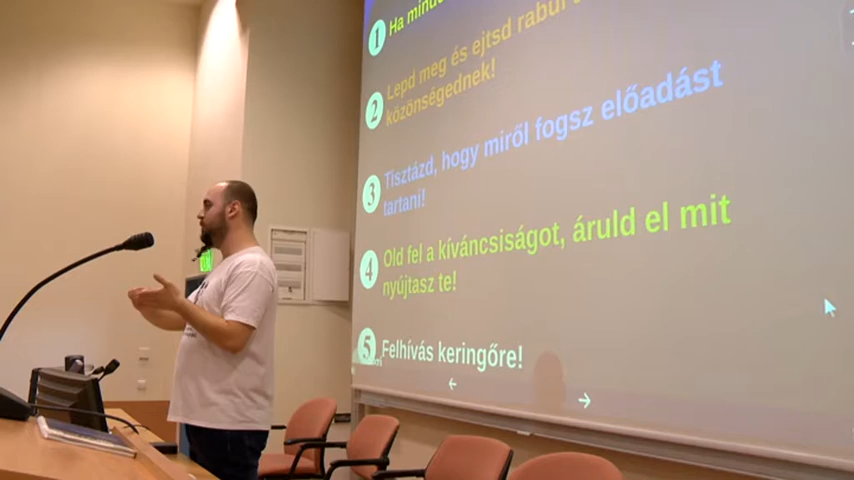 1 Ha
2 Lepd meg és ejtsd rabul
közönségednek!
3 Tisztázd, hogy miről fogsz előadást
tartani!
4 Old fel a kíváncsiságot, áruld el mit
nyújtasz te!
5 Felhívás keringőre!